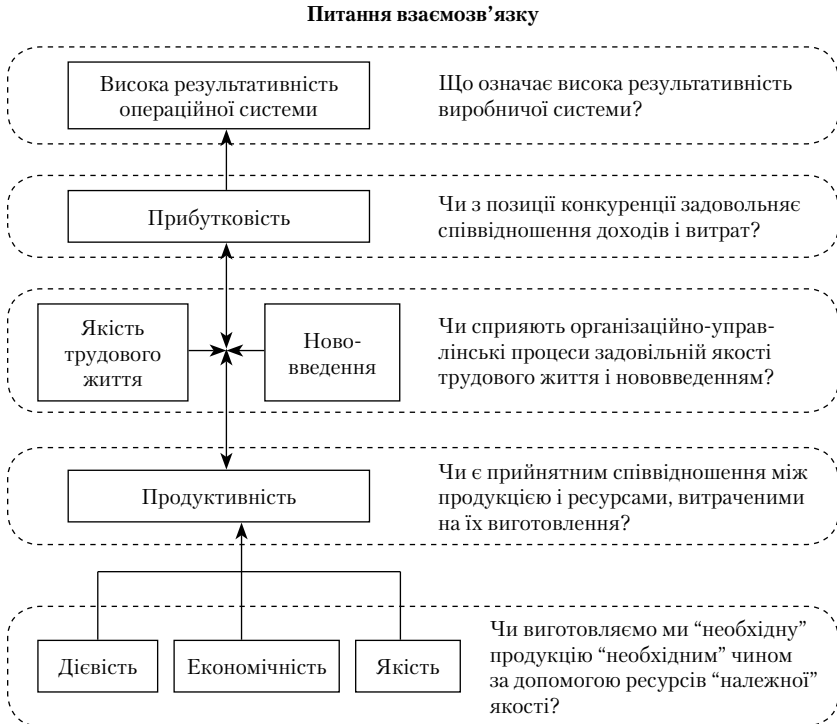 Питання взаємозв’язку
Висока результативність
операційної системи
Що означає висока результативність
виробничої системи?
Прибутковість
Чи з позиції конкуренції задовольняє
співвідношення доходів і витрат?
Якість
трудового
життя
Ново-
введення
Чи сприяють організаційно-управ-
лінські процеси задовільній якості
трудового життя і нововведенням?
Продуктивність
Чи є прийнятним співвідношення між
продукцією і ресурсами, витраченими
на їх виготовлення?
Дієвість
Економічність
Якість
Чи виготовляємо ми “необхідну”
продукцію “необхідним” чином
за допомогою ресурсів “належної”
якості?